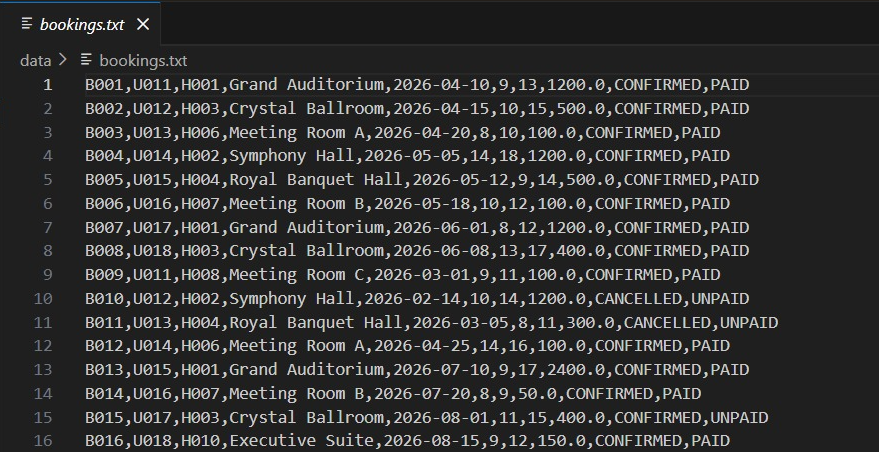 bookings.txt
data > bookings.txt
1 B001,U011,H001,Grand Auditorium,2026-04-10,9,13,1200.0,CONFIRMED,PAID
2 B002,U012,H003,Crystal Ballroom,2026-04-15,10,15,500.0,CONFIRMED,PAID
3 B003,U013,H006,Meeting Room A,2026-04-20,8,10,100.0,CONFIRMED,PAID
4 B004,U014,H002,Symphony Hall,2026-05-05,14,18,1200.0,CONFIRMED,PAID
5 B005,U015,H004,Royal Banquet Hall,2026-05-12,9,14,500.0,CONFIRMED,PAID
6 B006,U016,H007,Meeting Room B,2026-05-18,10,12,100.0,CONFIRMED,PAID
7 B007,U017,H001,Grand Auditorium,2026-06-01,8,12,1200.0,CONFIRMED,PAID
8 B008,U018,H003,Crystal Ballroom,2026-06-08,13,17,400.0,CONFIRMED,PAID
9 B009,U011,H008,Meeting Room C,2026-03-01,9,11,100.0,CONFIRMED,PAID
10 B010,U012,H002,Symphony Hall,2026-02-14,10,14,1200.0,CANCELLED,UNPAID
11 B011,U013,H004,Royal Banquet Hall,2026-03-05,8,11,300.0,CANCELLED,UNPAID
12 B012,U014,H006,Meeting Room A,2026-04-25,14,16,100.0,CONFIRMED,PAID
13 B013,U015,H001,Grand Auditorium,2026-07-10,9,17,2400.0,CONFIRMED,PAID
14 B014,U016,H007,Meeting Room B,2026-07-20,8,9,50.0,CONFIRMED,PAID
15 B015,U017,H003,Crystal Ballroom,2026-08-01,11,15,400.0,CONFIRMED,UNPAID
16 B016,U018,H010,Executive Suite,2026-08-15,9,12,150.0,CONFIRMED,PAID